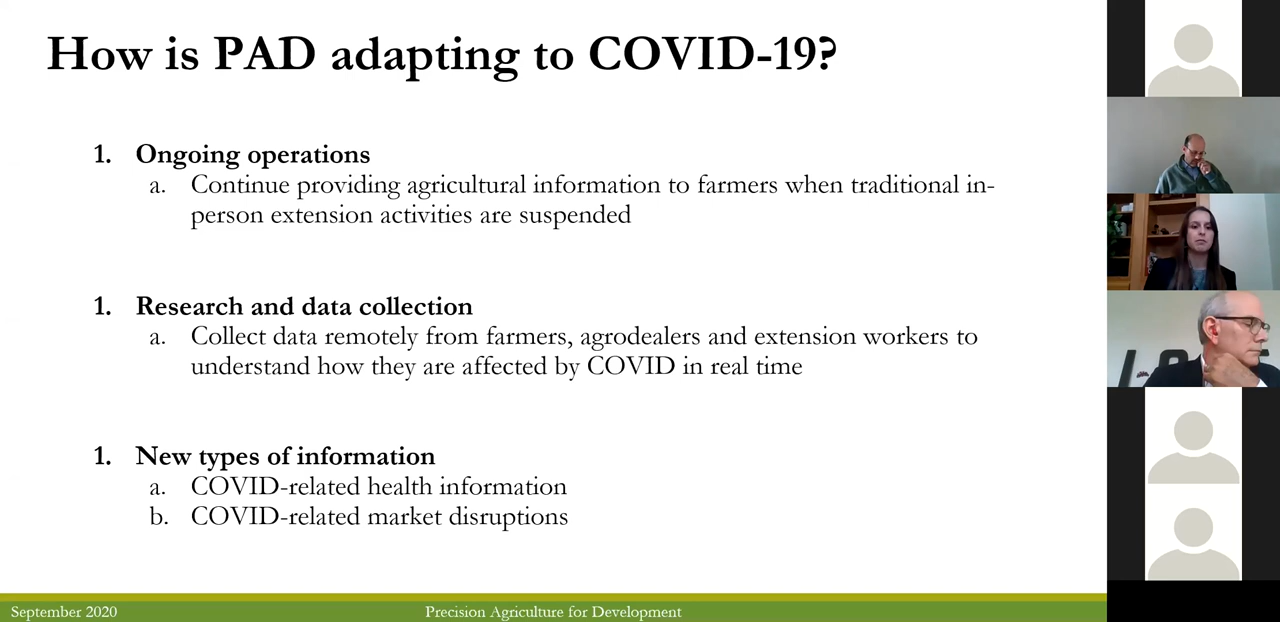 How is PAD adapting to COVID-19?
1. Ongoing operations
a. Continue providing agricultural information to farmers when traditional in-
person extension activities are suspended
1. Research and data collection
a. Collect data remotely from farmers, agrodealers and extension workers to
understand how they are affected by COVID in real time
1. New types of information
a. COVID-related health information
b. COVID-related market disruptions
September 2020
Precision Agriculture for Development